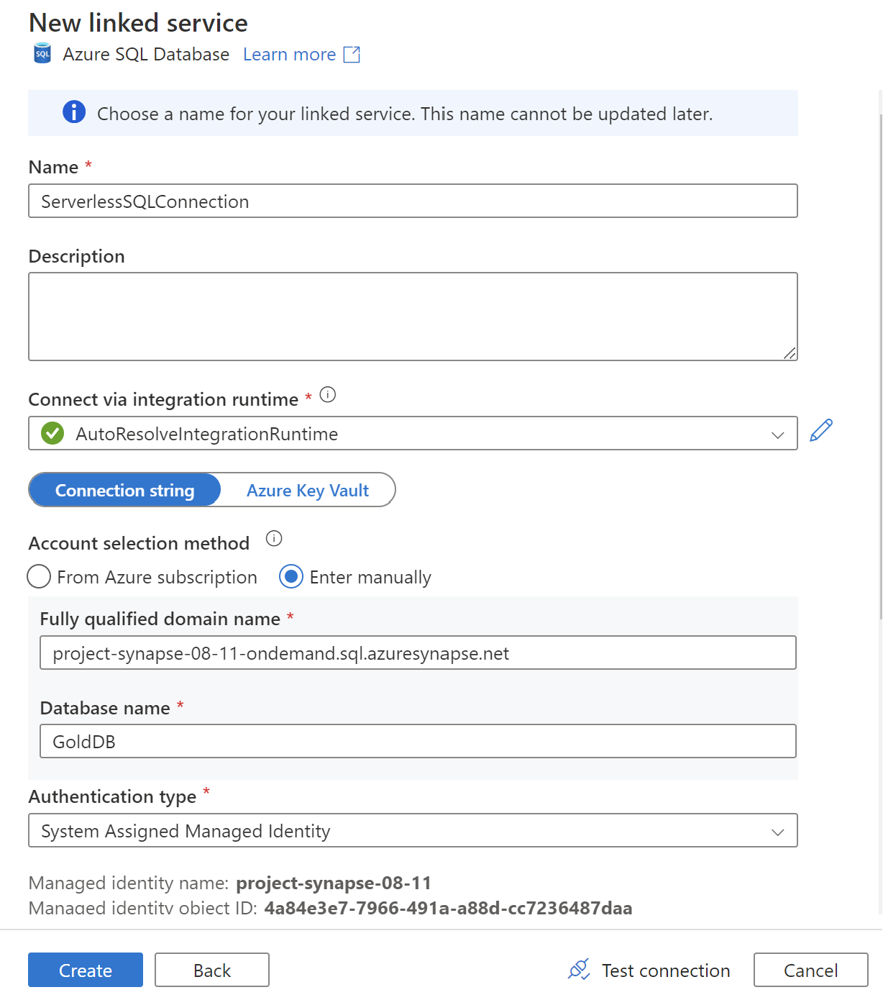 New linked service
SQL Azure SQL Database Learn more
Choose a name for your linked service. This name cannot be updated later.
Name *
ServerlessSQLConnection
Description
Connect via integration runtime *
AutoResolveIntegrationRuntime
Connection string Azure Key Vault
Account selection method
From Azure subscription Enter manually
Fully qualified domain name *
project-synapse-08-11-ondemand.sql.azuresynapse.net
Database name *
GoldDB
Authentication type *
System Assigned Managed Identity
Managed identity name: project-synapse-08-11
Managed identity object ID: 4a84e3e7-7966-491a-a88d-cc7236487daa
Create Back Test connection Cancel